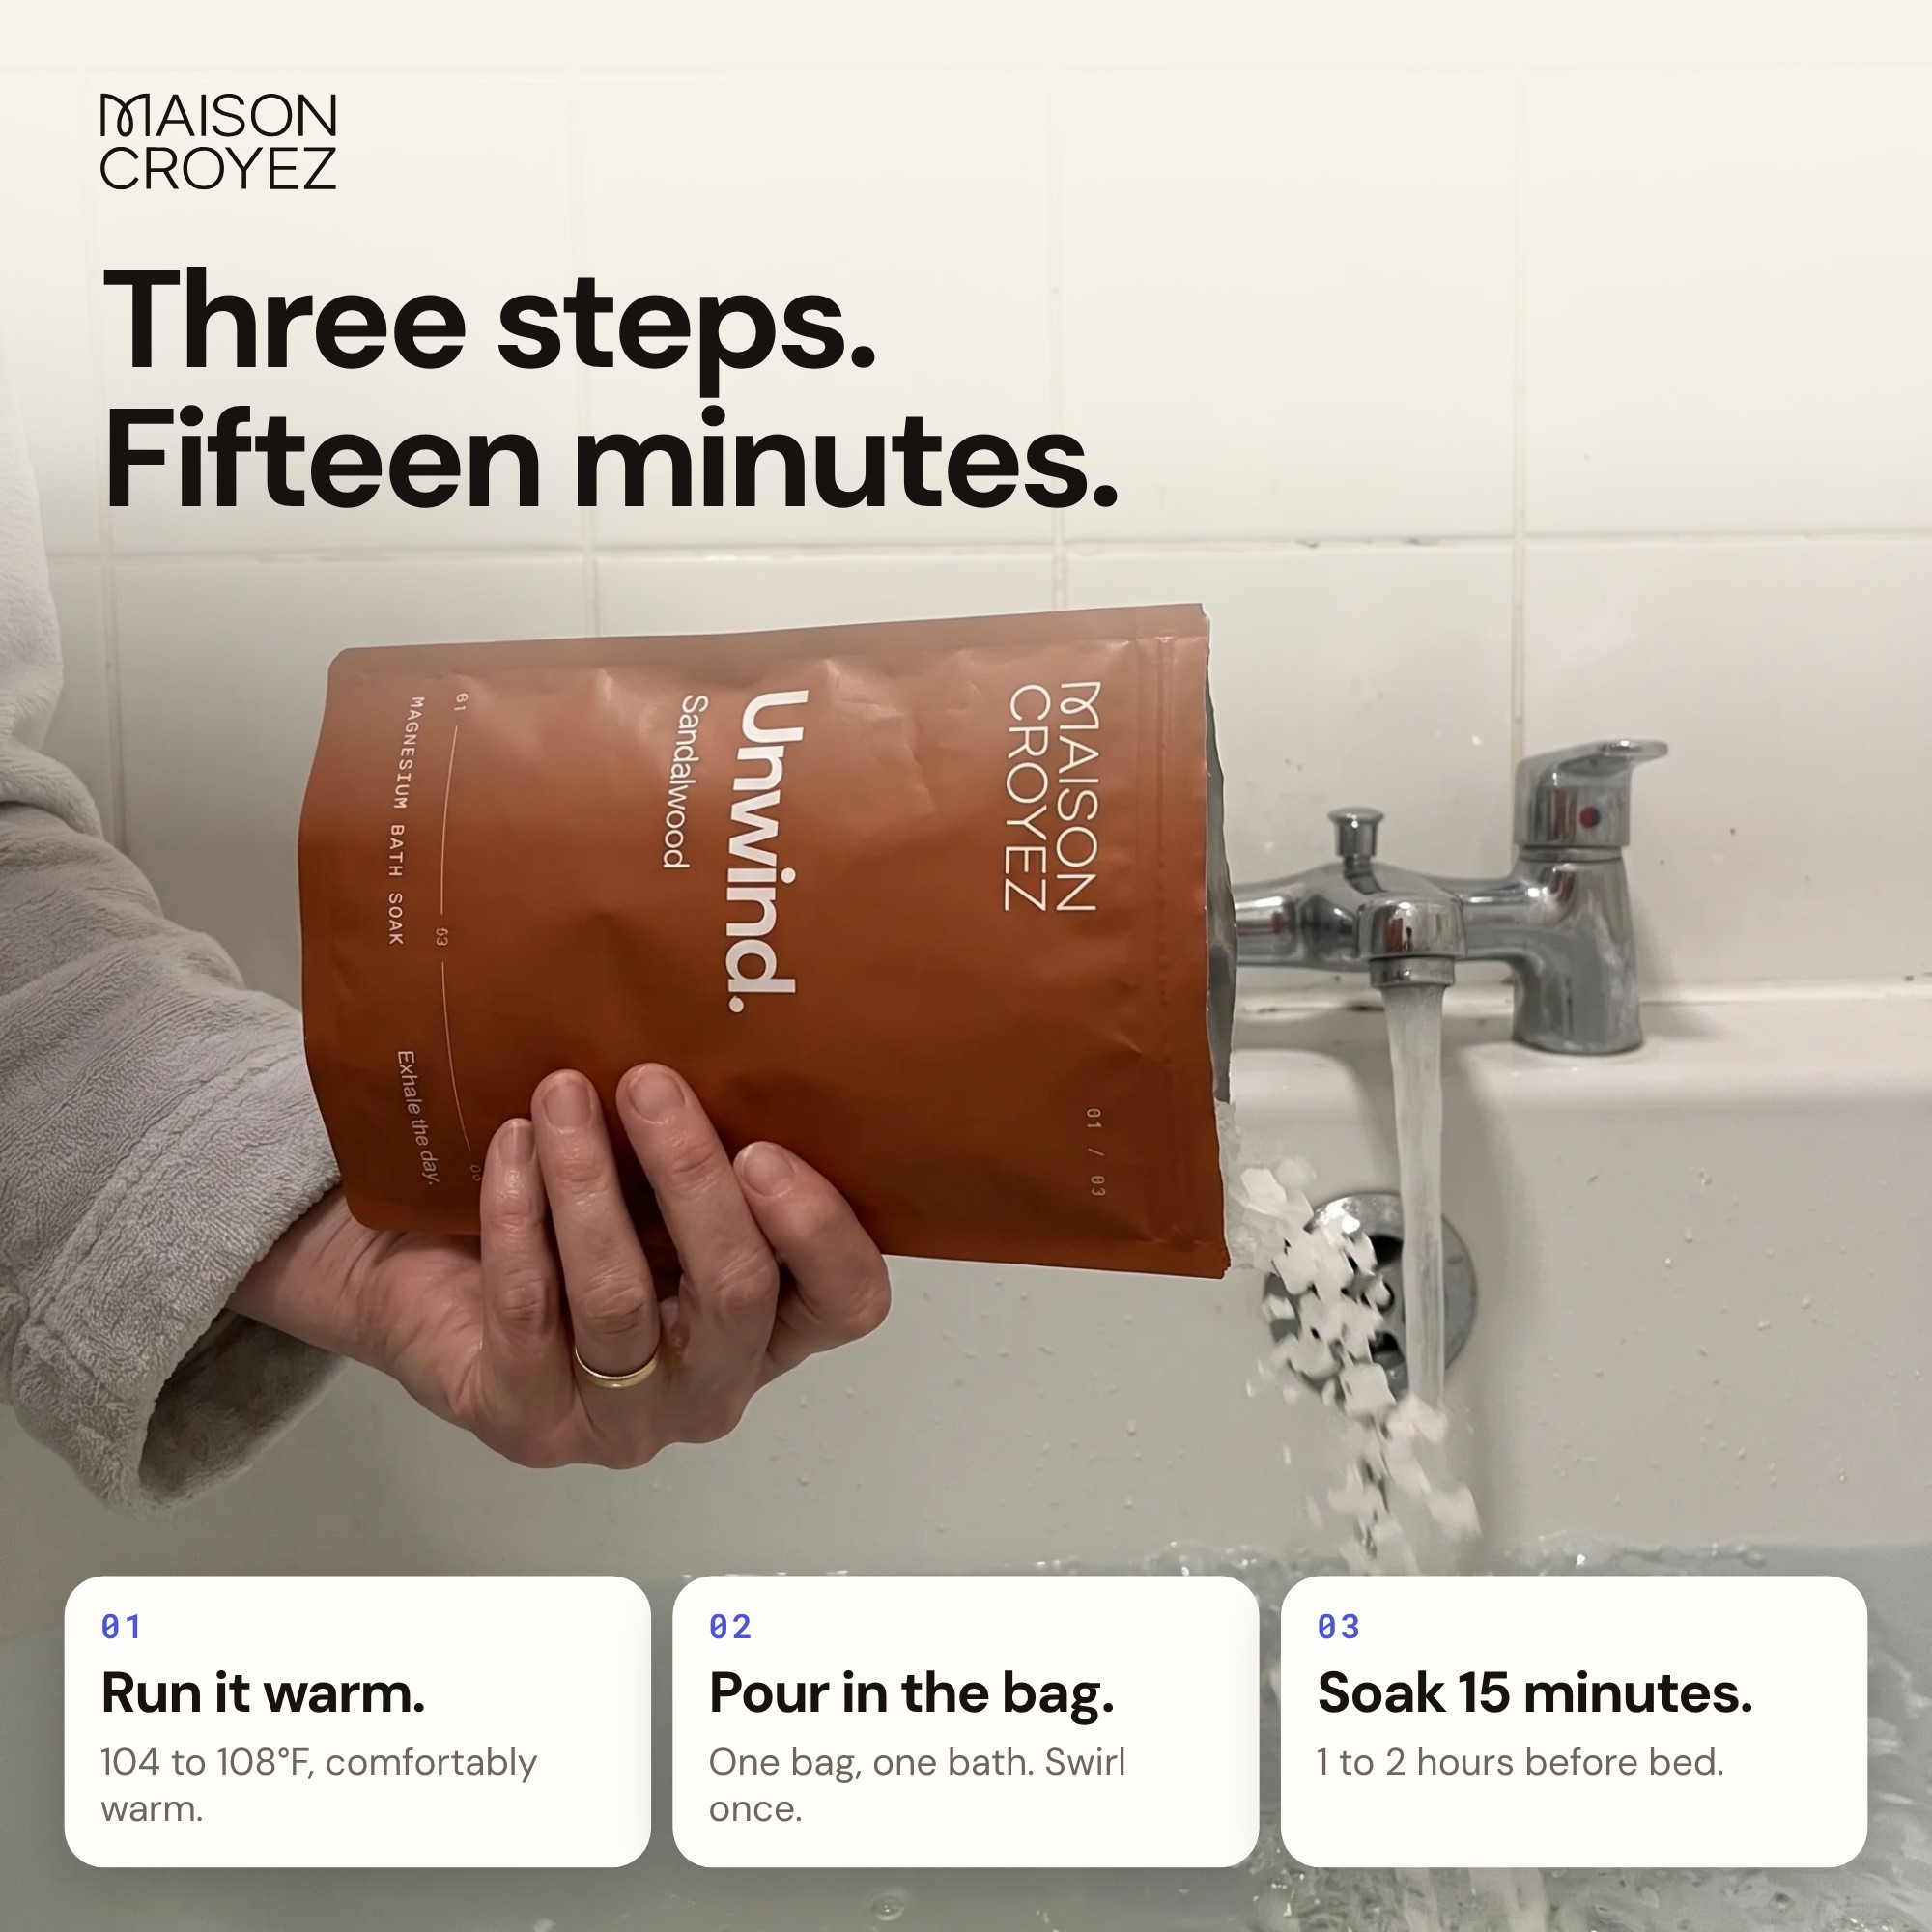 MAISON
CROYEZ
Three steps.
Fifteen minutes.
MAISON
CROYEZ
01 / 03
Unwind.
Sandalwood
01
03
MAGNESIUM BATH SOAK
Exhale the day.
01
Run it warm.
104 to 108°F, comfortably
warm.
02
Pour in the bag.
One bag, one bath. Swirl
once.
03
Soak 15 minutes.
1 to 2 hours before bed.